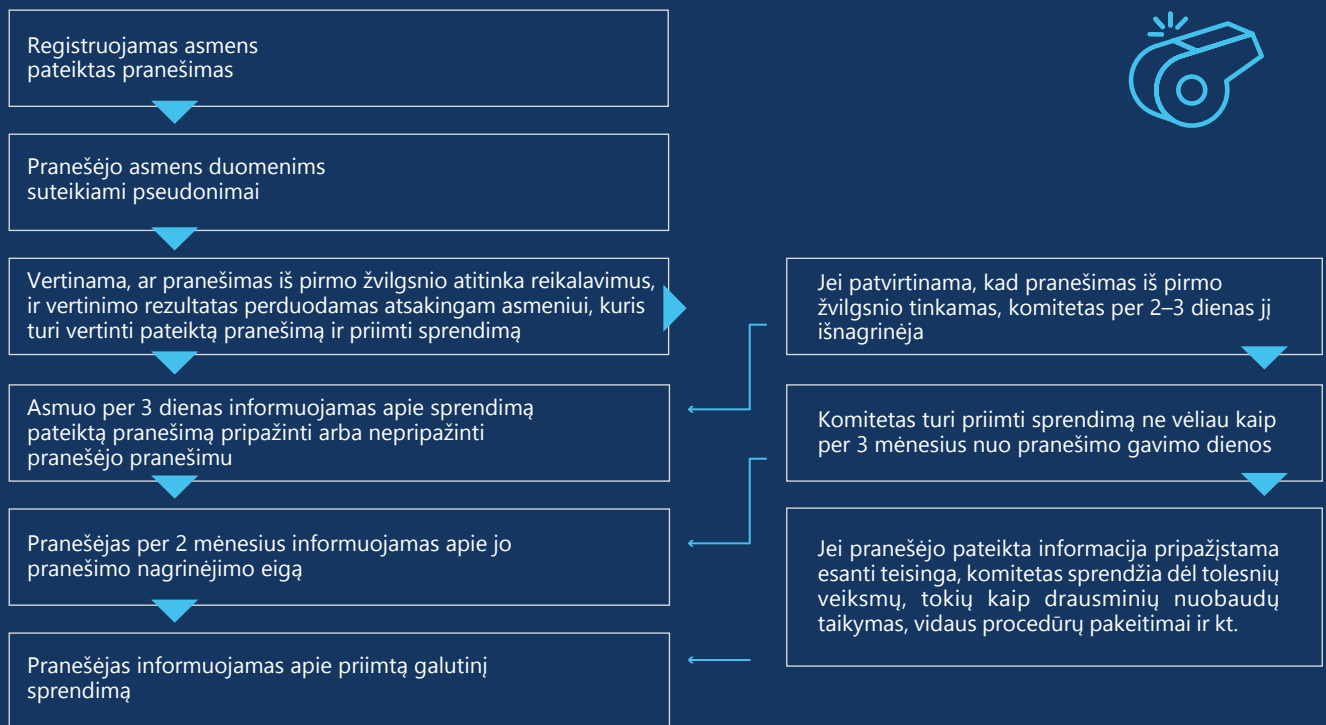 Registruojamas asmens
pateiktas pranešimas
Pranešėjo asmens duomenims
suteikiami pseudonimai
Vertinama, ar pranešimas iš pirmo žvilgsnio atitinka reikalavimus,
ir vertinimo rezultatas perduodamas atsakingam asmeniui, kuris
turi vertinti pateiktą pranešimą ir priimti sprendimą
Asmuo per 3 dienas informuojamas apie sprendimą
pateiktą pranešimą pripažinti arba nepripažinti
pranešėjo pranešimu
Pranešėjas per 2 mėnesius informuojamas apie jo
pranešimo nagrinėjimo eigą
Pranešėjas informuojamas apie priimtą galutinį
sprendimą
Jei patvirtinama, kad pranešimas iš pirmo
žvilgsnio tinkamas, komitetas per 2–3 dienas jį
išnagrinėja
Komitetas turi priimti sprendimą ne vėliau kaip
per 3 mėnesius nuo pranešimo gavimo dienos
Jei pranešėjo pateikta informacija pripažįstama
esanti teisinga, komitetas sprendžia dėl tolesnių
veiksmų, tokių kaip drausminių nuobaudų
taikymas, vidaus procedūrų pakeitimai ir kt.